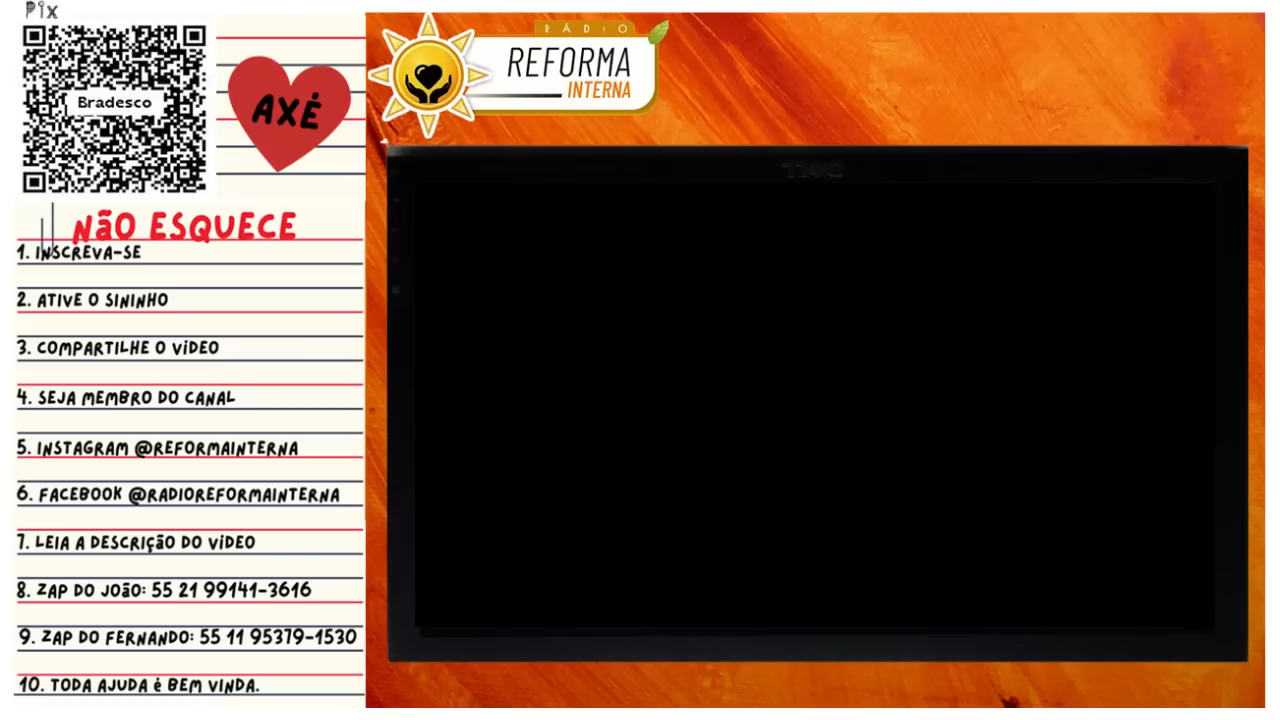 Pix
Bradesco
AXÉ
RÁDIO
REFORMA
INTERNA
NÃO ESQUECE
1. INSCREVA-SE
2. ATIVE O SININHO
3. COMPARTILHE O VÍDEO
4. SEJA MEMBRO DO CANAL
5. INSTAGRAM @REFORMAINTERNA
6. FACEBOOK @RADIOREFORMAINTERNA
7. LEIA A DESCRIÇÃO DO VÍDEO
8. ZAP DO JOÃO: 55 21 99141-3616
9. ZAP DO FERNANDO: 55 11 95379-1530
10. TODA AJUDA É BEM VINDA.